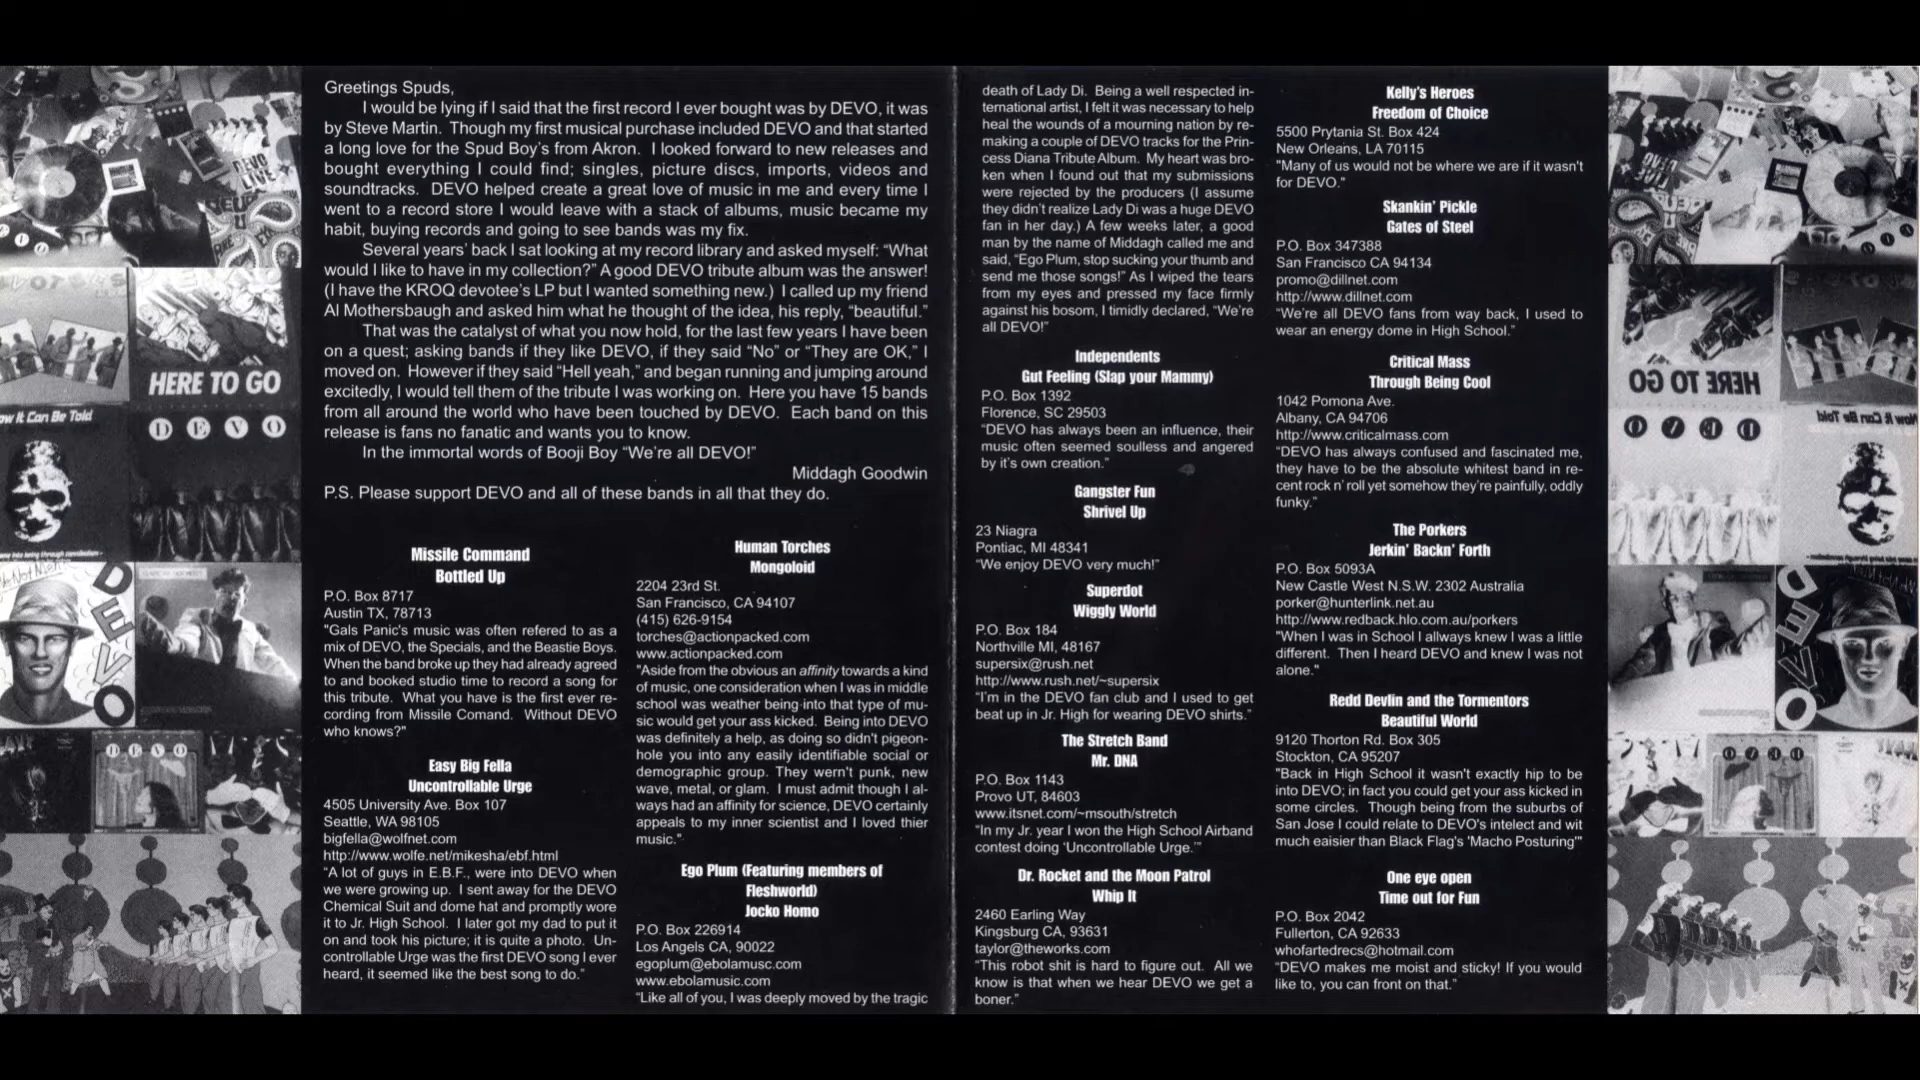 Greetings Spuds,
I would be lying if I said that the first record I ever bought was by DEVO, it was
by Steve Martin. Though my first musical purchase included DEVO and that started
a long love for the Spud Boy's from Akron. I looked forward to new releases and
bought everything I could find; singles, picture discs, imports, videos and
soundtracks. DEVO helped create a great love of music in me and every time I
went to a record store I would leave with a stack of albums, music became my
habit, buying records and going to see bands was my fix.
Several years' back I sat looking at my record library and asked myself: “What
would I like to have in my collection?” A good DEVO tribute album was the answer!
(I have the KROQ devotee's LP but I wanted something new.) I called up my friend
Al Mothersbaugh and asked him what he thought of the idea, his reply, “beautiful.”
That was the catalyst of what you now hold, for the last few years I have been
on a quest; asking bands if they like DEVO, if they said “No” or “They are OK,” I
moved on. However if they said “Hell yeah,” and began running and jumping around
excitedly, I would tell them of the tribute I was working on. Here you have 15 bands
from all around the world who have been touched by DEVO. Each band on this
release is fans no fanatic and wants you to know.
In the immortal words of Booji Boy “We're all DEVO!”
Middagh Goodwin
P.S. Please support DEVO and all of these bands in all that they do.
Missile Command
Bottled Up
P.O. Box 8717
Austin TX, 78713
"Gals Panic's music was often refered to as a
mix of DEVO, the Specials, and the Beastie Boys.
When the band broke up they had already agreed
to and booked studio time to record a song for
this tribute. What you have is the first ever re-
cording from Missile Comand. Without DEVO
who knows?"
Easy Big Fella
Uncontrollable Urge
4505 University Ave. Box 107
Seattle, WA 98105
bigfella@wolfnet.com
http://www.wolfe.net/mikesha/ebf.html
“A lot of guys in E.B.F., were into DEVO when
we were growing up. I sent away for the DEVO
Chemical Suit and dome hat and promptly wore
it to Jr. High School. I later got my dad to put it
on and took his picture; it is quite a photo. Un-
controllable Urge was the first DEVO song I ever
heard, it seemed like the best song to do.”
Human Torches
Mongoloid
2204 23rd St.
San Francisco, CA 94107
(415) 626-9154
torches@actionpacked.com
www.actionpacked.com
"Aside from the obvious an affinity towards a kind
of music, one consideration when I was in middle
school was weather being into that type of mu-
sic would get your ass kicked. Being into DEVO
was definitely a help, as doing so didn't pigeon-
hole you into any easily identifiable social or
demographic group. They wern't punk, new
wave, metal, or glam. I must admit though I al-
ways had an affinity for science, DEVO certainly
appeals to my inner scientist and I loved thier
music."
Ego Plum (Featuring members of
Fleshworld)
Jocko Homo
P.O. Box 226914
Los Angels CA, 90022
egoplum@ebolamusc.com
www.ebolamusic.com
“Like all of you, I was deeply moved by the tragic
death of Lady Di. Being a well respected in-
ternational artist, I felt it was necessary to help
heal the wounds of a mourning nation by re-
making a couple of DEVO tracks for the Prin-
cess Diana Tribute Album. My heart was bro-
ken when I found out that my submissions
were rejected by the producers (I assume
they didn't realize Lady Di was a huge DEVO
fan in her day.) A few weeks later, a good
man by the name of Middagh called me and
said, “Ego Plum, stop sucking your thumb and
send me those songs!” As I wiped the tears
from my eyes and pressed my face firmly
against his bosom, I timidly declared, “We're
all DEVO!”
Independents
Gut Feeling (Slap your Mammy)
P.O. Box 1392
Florence, SC 29503
“DEVO has always been an influence, their
music often seemed soulless and angered
by it's own creation.”
Gangster Fun
Shrivel Up
23 Niagra
Pontiac, MI 48341
“We enjoy DEVO very much!”
Superdot
Wiggly World
P.O. Box 184
Northville MI, 48167
supersix@rush.net
http://www.rush.net/~supersix
“I'm in the DEVO fan club and I used to get
beat up in Jr. High for wearing DEVO shirts.”
The Stretch Band
Mr. DNA
P.O. Box 1143
Provo UT, 84603
www.itsnet.com/~msouth/stretch
“In my Jr. year I won the High School Airband
contest doing ‘Uncontrollable Urge.’”
Dr. Rocket and the Moon Patrol
Whip It
2460 Earling Way
Kingsburg CA, 93631
taylor@theworks.com
“This robot shit is hard to figure out. All we
know is that when we hear DEVO we get a
boner.”
Kelly's Heroes
Freedom of Choice
5500 Prytania St. Box 424
New Orleans, LA 70115
"Many of us would not be where we are if it wasn't
for DEVO."
Skankin' Pickle
Gates of Steel
P.O. Box 347388
San Francisco CA 94134
promo@dillnet.com
http://www.dillnet.com
“We're all DEVO fans from way back, I used to
wear an energy dome in High School.”
Critical Mass
Through Being Cool
1042 Pomona Ave.
Albany, CA 94706
http://www.criticalmass.com
“DEVO has always confused and fascinated me,
they have to be the absolute whitest band in re-
cent rock n' roll yet somehow they're painfully, oddly
funky.”
The Porkers
Jerkin' Backn' Forth
P.O. Box 5093A
New Castle West N.S.W. 2302 Australia
porker@hunterlink.net.au
http://www.redback.hlo.com.au/porkers
"When I was in School I allways knew I was a little
different. Then I heard DEVO and knew I was not
alone."
Redd Devlin and the Tormentors
Beautiful World
9120 Thorton Rd. Box 305
Stockton, CA 95207
"Back in High School it wasn't exactly hip to be
into DEVO; in fact you could get your ass kicked in
some circles. Though being from the suburbs of
San Jose I could relate to DEVO's intelect and wit
much eaisier than Black Flag's 'Macho Posturing'"
One eye open
Time out for Fun
P.O. Box 2042
Fullerton, CA 92633
whofartedrecs@hotmail.com
“DEVO makes me moist and sticky! If you would
like to, you can front on that.”
DEVO
LIVE
HERE TO GO
ow It Can Be Told
DEVO
DEVO
DEVO
HERE TO GO
Now It Can Be Told
DEVO
DEVO
DEVO